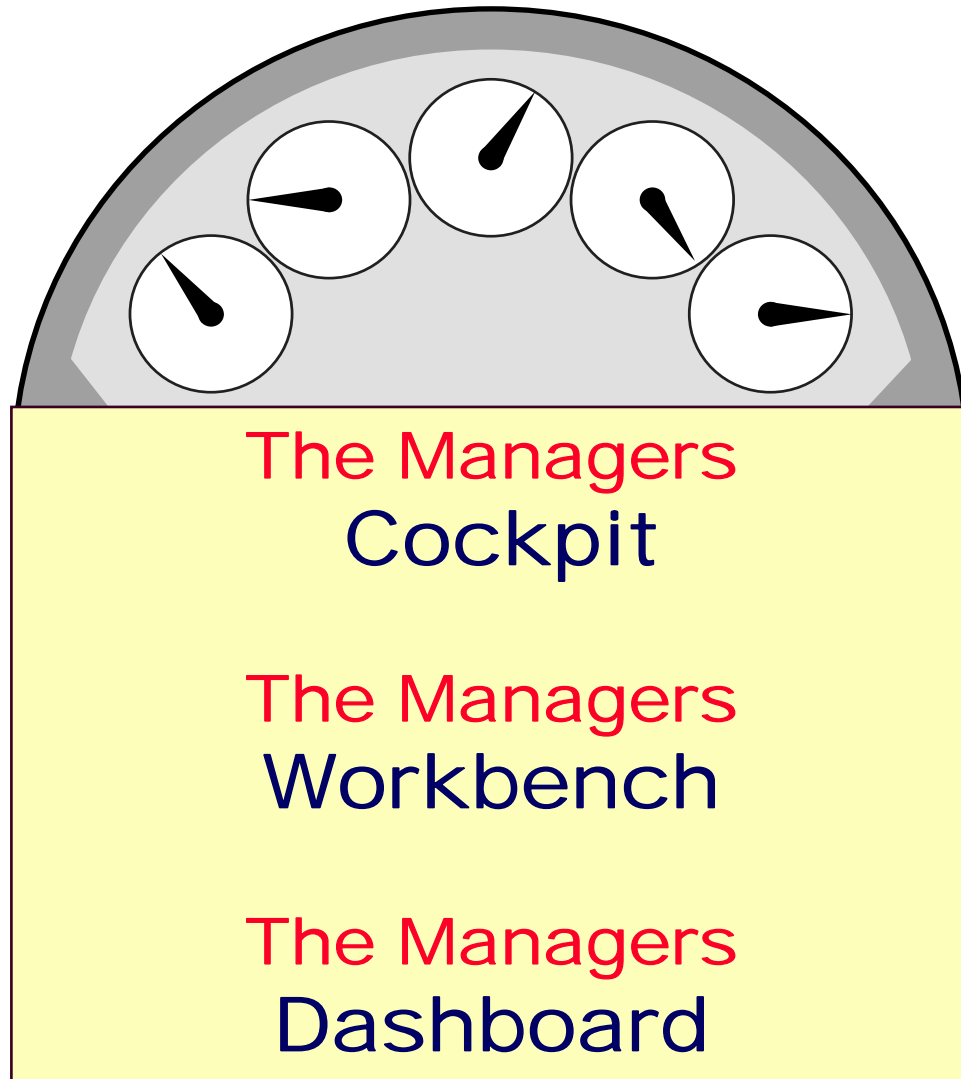 The Managers
Cockpit
The Managers
Workbench
The Managers
Dashboard